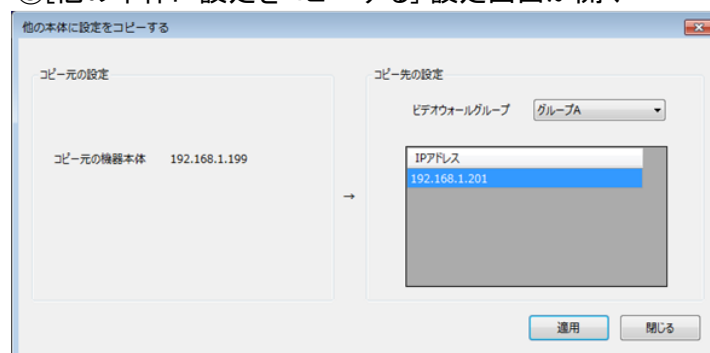 他の本体に設定をコピーする
コピー元の設定
コピー元の機器本体 192.168.1.199
→
コピー先の設定
ビデオウォールグループ グループA
IPアドレス
192.168.1.201
適用 閉じる